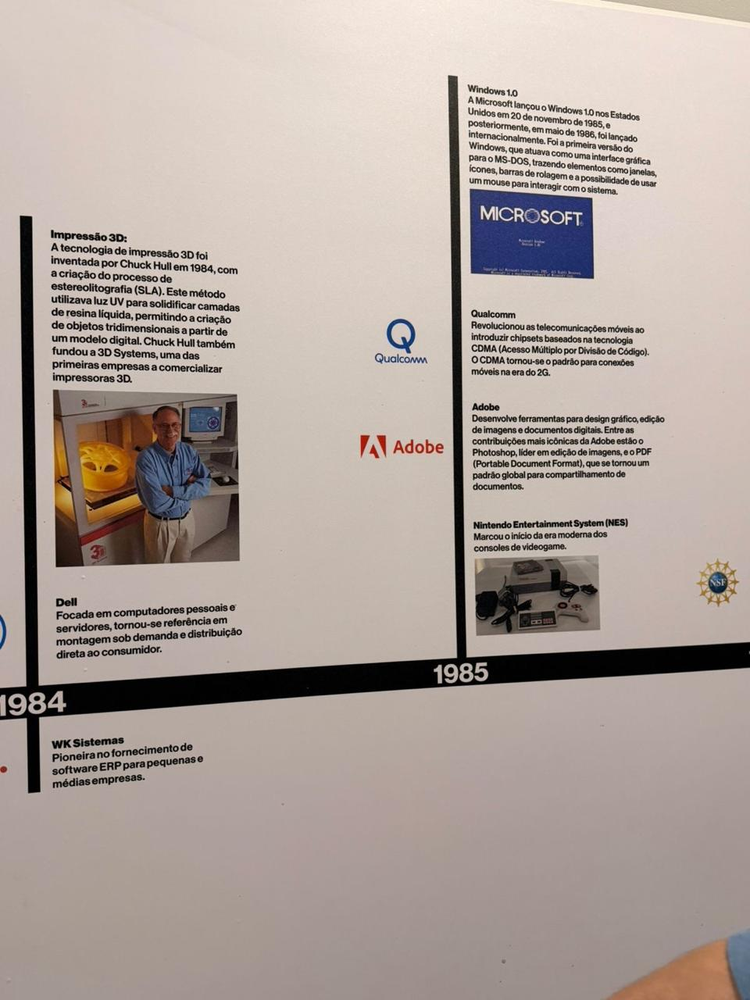 Impressão 3D:
A tecnologia de impressão 3D foi
inventada por Chuck Hull em 1984, com
a criação do processo de
estereolitografia (SLA). Este método
utilizava luz UV para solidificar camadas
de resina líquida, permitindo a criação
de objetos tridimensionais a partir de
um modelo digital. Chuck Hull também
fundou a 3D Systems, uma das
primeiras empresas a comercializar
impressoras 3D.
Dell
Focada em computadores pessoais e
servidores, tornou-se referência em
montagem sob demanda e distribuição
direta ao consumidor.
1984
WK Sistemas
Pioneira no fornecimento de
software ERP para pequenas e
médias empresas.
Windows 1.0
A Microsoft lançou o Windows 1.0 nos Estados
Unidos em 20 de novembro de 1985, e
posteriormente, em maio de 1986, foi lançado
internacionalmente. Foi a primeira versão do
Windows, que atuava como uma interface gráfica
para o MS-DOS, trazendo elementos como janelas,
ícones, barras de rolagem e a possibilidade de usar
um mouse para interagir com o sistema.
MICROSOFT
Microsoft Windows
Qualcomm
Qualcomm
Revolucionou as telecomunicações móveis ao
introduzir chipsets baseados na tecnologia
CDMA (Acesso Múltiplo por Divisão de Código).
O CDMA tornou-se o padrão para conexões
móveis na era do 2G.
Adobe
Adobe
Desenvolve ferramentas para design gráfico, edição
de imagens e documentos digitais. Entre as
contribuições mais icônicas da Adobe estão o
Photoshop, líder em edição de imagens, e o PDF
(Portable Document Format), que se tornou um
padrão global para compartilhamento de
documentos.
Nintendo Entertainment System (NES)
Marcou o início da era moderna dos
consoles de videogame.
NSF
1985